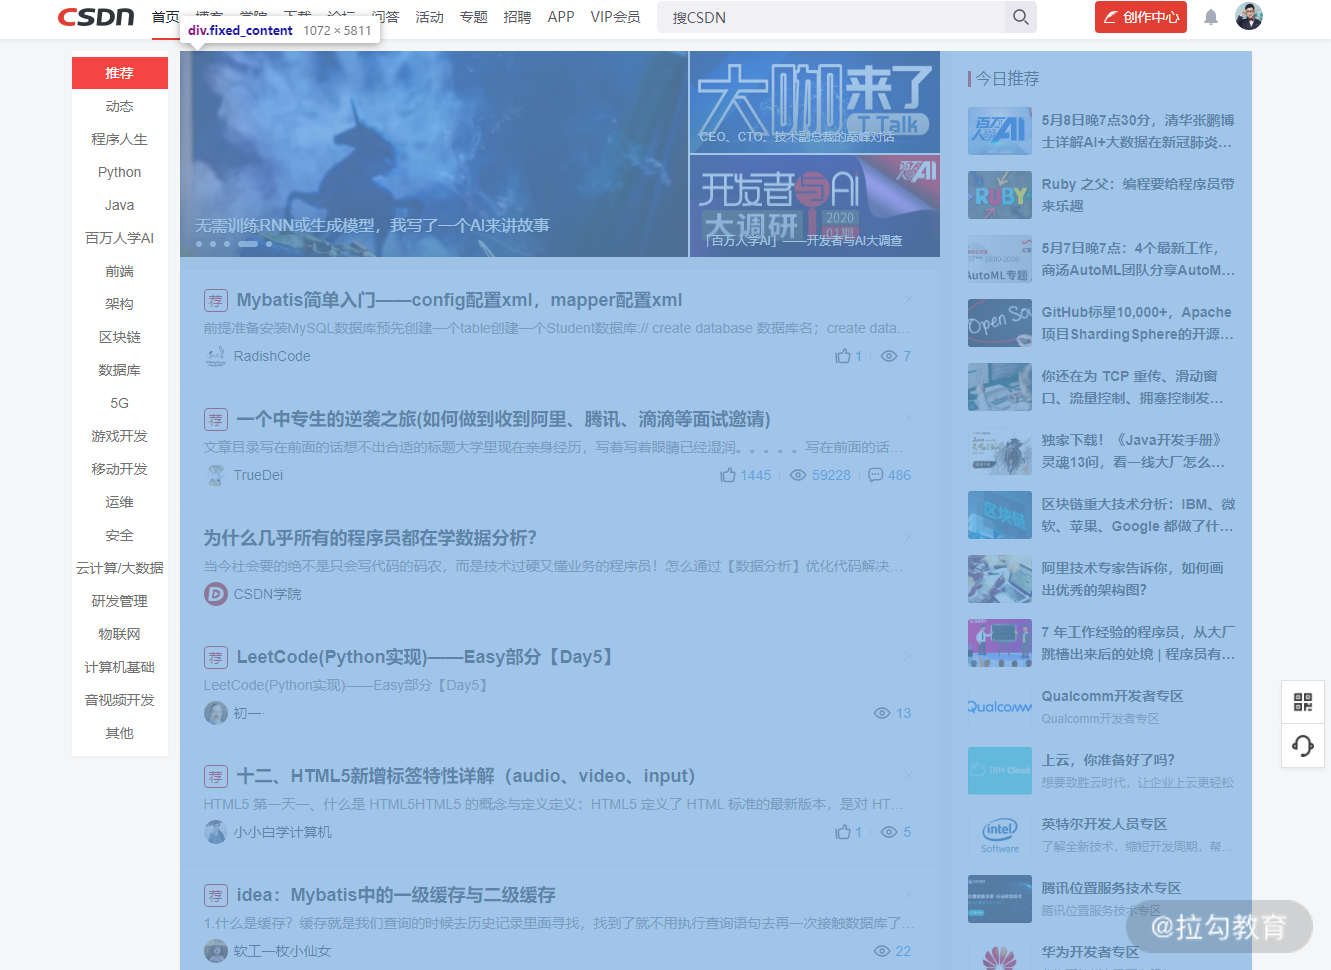 CSDN 首页 博客 学院 下载 论坛 问答 活动 专题 招聘 APP VIP会员 搜CSDN 创作中心
div.fixed_content 1072 × 5811
推荐
动态
程序人生
Python
Java
百万人学AI
前端
架构
区块链
数据库
5G
游戏开发
移动开发
运维
安全
云计算/大数据
研发管理
物联网
计算机基础
音视频开发
其他
无需训练RNN或生成模型，我写了一个AI来讲故事
大咖来了
T Talk
CEO、CTO、技术副总裁的巅峰对话
百万人学AI
开发者与Ai
大调研 2020
01期
「百万人学AI」——开发者与AI大调查
荐 Mybatis简单入门——config配置xml，mapper配置xml
前提准备安装MySQL数据库预先创建一个table创建一个Student数据库:// create database 数据库名；create data...
RadishCode 1 7
荐 一个中专生的逆袭之旅(如何做到收到阿里、腾讯、滴滴等面试邀请)
文章目录写在前面的话想不出合适的标题大学里现在亲身经历，写着写着眼睛已经湿润。。。。。写在前面的话...
TrueDei 1445 59228 486
为什么几乎所有的程序员都在学数据分析？
当今社会要的绝不是只会写代码的码农，而是技术过硬又懂业务的程序员！怎么通过【数据分析】优化代码解决...
CSDN学院
荐 LeetCode(Python实现)——Easy部分【Day5】
LeetCode(Python实现)——Easy部分【Day5】
初一· 13
荐 十二、HTML5新增标签特性详解（audio、video、input）
HTML5 第一天一、什么是 HTML5HTML5 的概念与定义定义：HTML5 定义了 HTML 标准的最新版本，是对 HT...
小小白学计算机 1 5
荐 idea：Mybatis中的一级缓存与二级缓存
1.什么是缓存？缓存就是我们查询的时候去历史记录里面寻找，找到了就不用执行查询语句去再一次接触数据库了...
软工一枚小仙女 22
今日推荐
5月8日晚7点30分，清华张鹏博
士详解AI+大数据在新冠肺炎...
RUBY
Ruby 之父：编程要给程序员带
来乐趣
AutoML专题
5月7日晚7点：4个最新工作，
商汤AutoML团队分享AutoM...
Open Sou
GitHub标星10,000+，Apache
项目ShardingSphere的开源...
你还在为 TCP 重传、滑动窗
口、流量控制、拥塞控制发...
独家下载！《Java开发手册》
灵魂13问，看一线大厂怎么...
区块链
区块链重大技术分析：IBM、微
软、苹果、Google 都做了什...
阿里技术专家告诉你，如何画
出优秀的架构图？
7 年工作经验的程序员，从大厂
跳槽出来后的处境 | 程序员有...
Qualcomm
Qualcomm开发者专区
Qualcomm开发者专区
IBM Cloud
上云，你准备好了吗？
想要致胜云时代，让企业上云更轻松
intel
Software
英特尔开发人员专区
了解全新技术，缩短开发周期，帮...
腾讯位置服务技术专区
腾讯位置服务技术专区
华为开发者专区
@拉勾教育